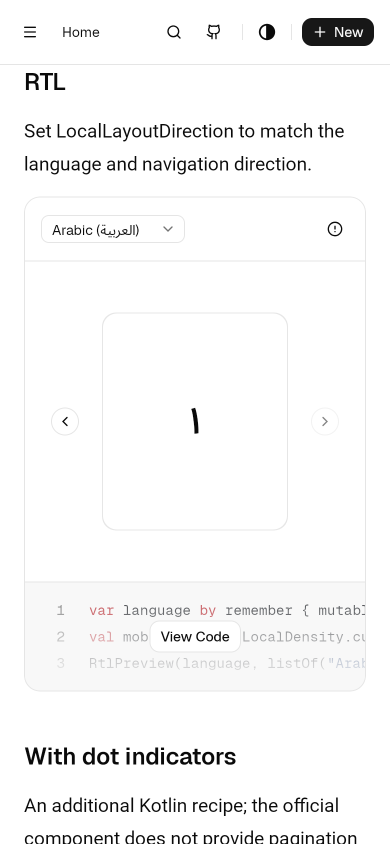 Home
New
RTL
Set LocalLayoutDirection to match the
language and navigation direction.
Arabic (العربية)
١
1 var language by remember { mutabl
2 val mob
View Code
LocalDensity.cu
3 RtlPreview(language, listOf("Arab
With dot indicators
An additional Kotlin recipe; the official
component does not provide pagination